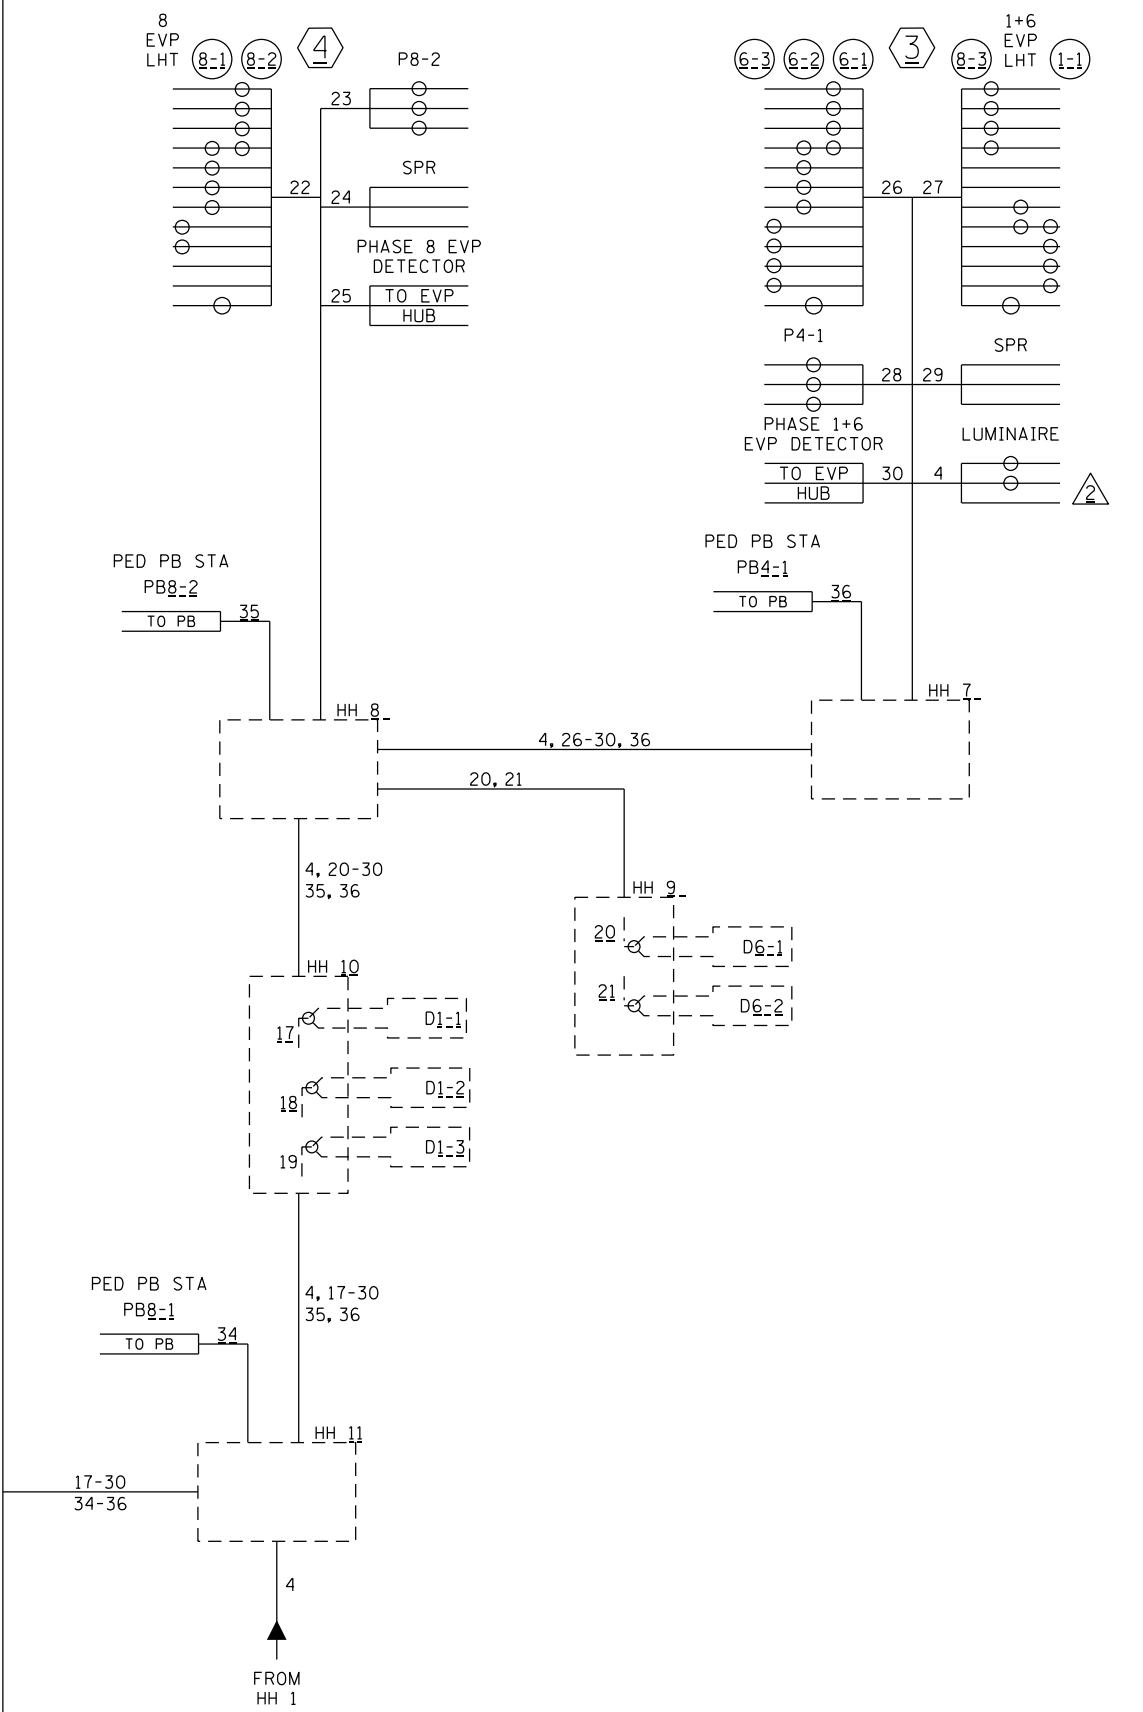 8
EVP
LHT
8-1
8-2
4
P8-2
23
SPR
22
24
PHASE 8 EVP
DETECTOR
25
TO EVP
HUB
6-3
6-2
6-1
3
8-3
1+6
EVP
LHT
1-1
26
27
P4-1
SPR
28
29
PHASE 1+6
EVP DETECTOR
LUMINAIRE
TO EVP
HUB
30
4
2
PED PB STA
PB8-2
TO PB
35
PED PB STA
PB4-1
TO PB
36
HH 8
HH 7
4, 26-30, 36
20, 21
4, 20-30
35, 36
HH 9
20
D6-1
21
D6-2
HH 10
17
D1-1
18
D1-2
19
D1-3
4, 17-30
35, 36
PED PB STA
PB8-1
TO PB
34
HH 11
17-30
34-36
4
FROM
HH 1